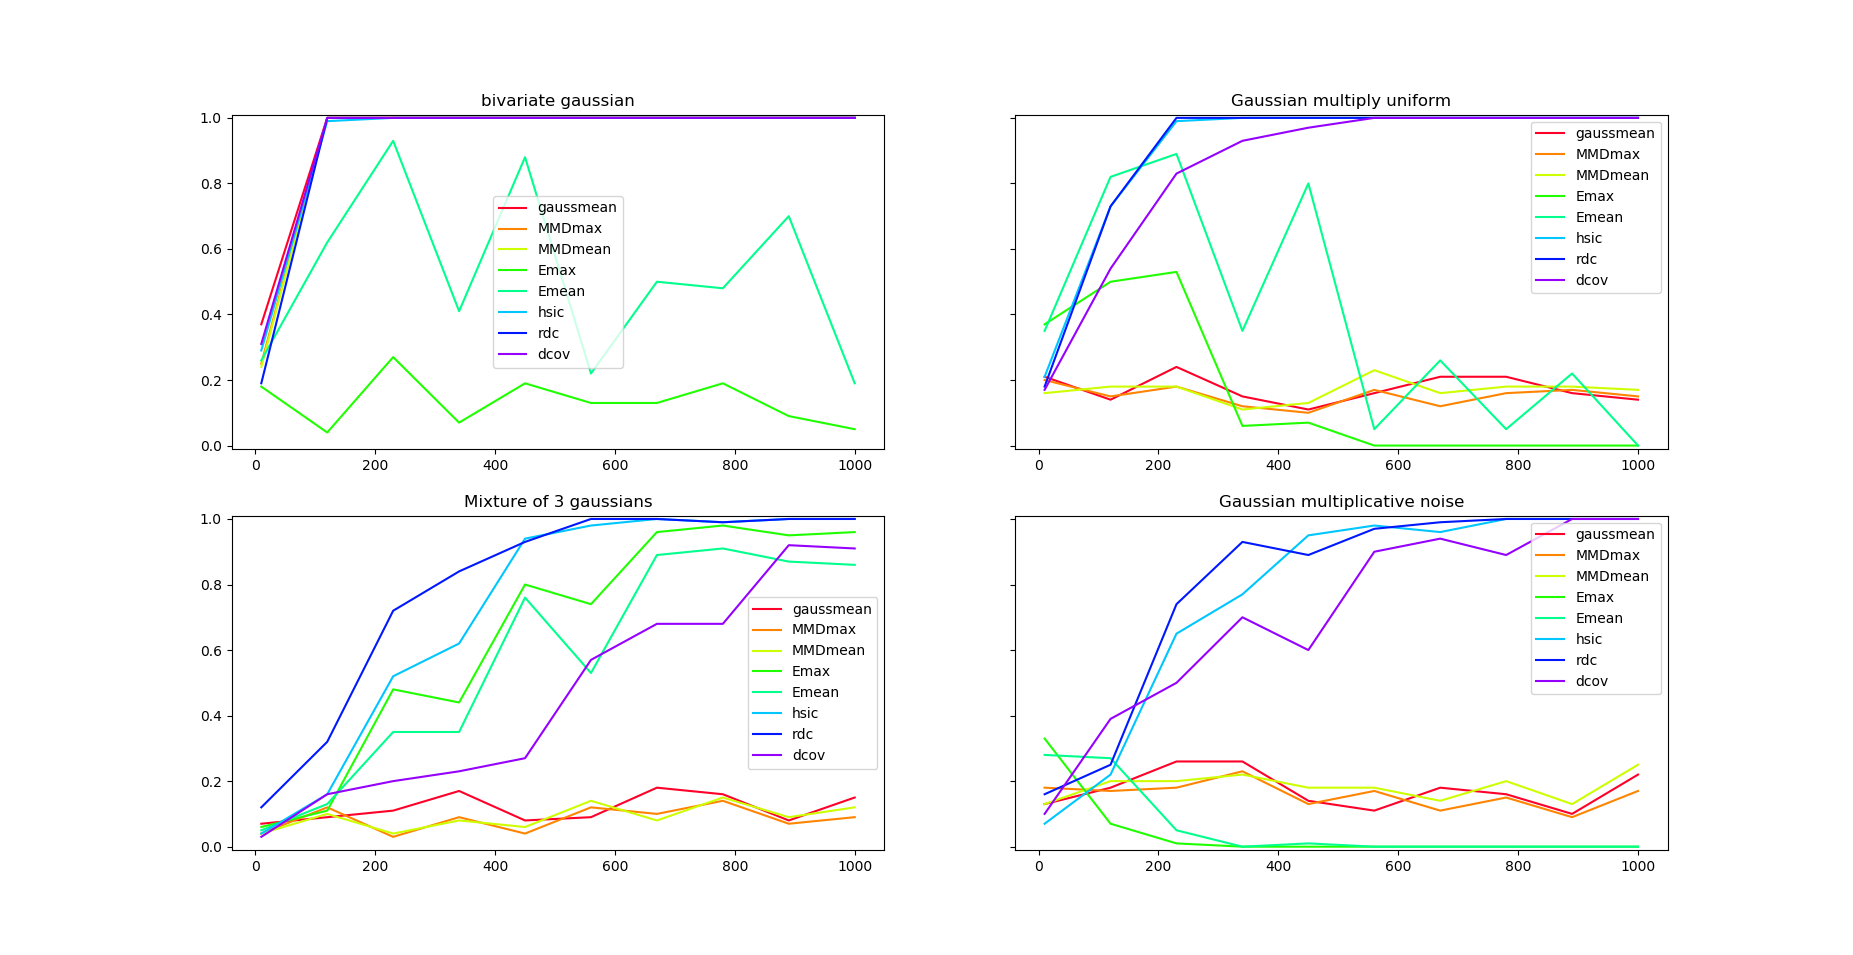 bivariate gaussian
1.0
0.8
0.6
0.4
0.2
0.0
gaussmean
MMDmax
MMDmean
Emax
Emean
hsic
rdc
dcov
0 200 400 600 800 1000
Gaussian multiply uniform
gaussmean
MMDmax
MMDmean
Emax
Emean
hsic
rdc
dcov
0 200 400 600 800 1000
Mixture of 3 gaussians
1.0
0.8
0.6
0.4
0.2
0.0
gaussmean
MMDmax
MMDmean
Emax
Emean
hsic
rdc
dcov
0 200 400 600 800 1000
Gaussian multiplicative noise
gaussmean
MMDmax
MMDmean
Emax
Emean
hsic
rdc
dcov
0 200 400 600 800 1000